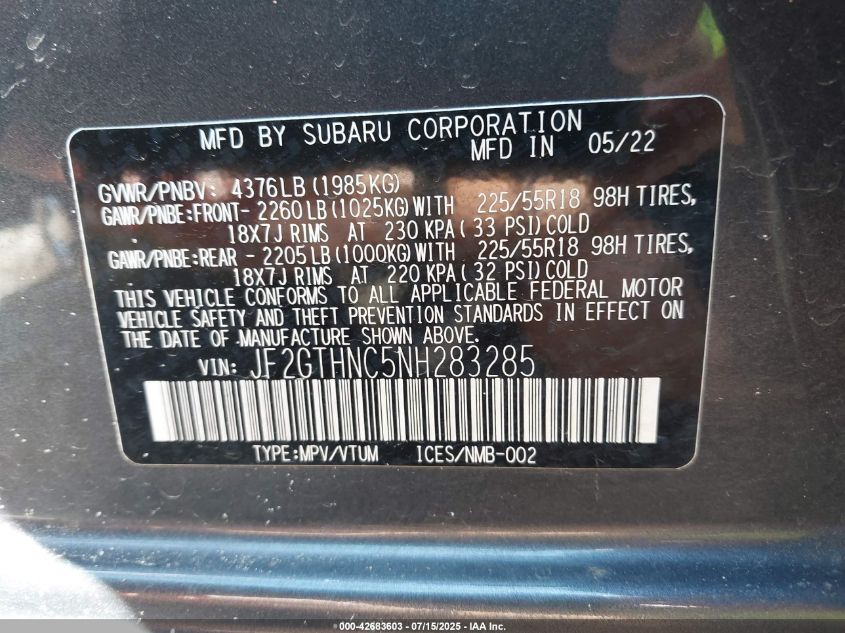 MFD BY SUBARU CORPORATION
MFD IN 05/22
GVWR/PNBV: 4376LB (1985KG)
GAWR/PNBE:FRONT- 2260LB (1025KG) WITH 225/55R18 98H TIRES,
18X7J RIMS AT 230 KPA ( 33 PSI) COLD
GAWR/PNBE:REAR - 2205LB (1000KG) WITH 225/55R18 98H TIRES,
18X7J RIMS AT 220 KPA ( 32 PSI) COLD
THIS VEHICLE CONFORMS TO ALL APPLICABLE FEDERAL MOTOR
VEHICLE SAFETY AND THEFT PREVENTION STANDARDS IN EFFECT ON
THE DATE OF MANUFACTURE SHOWN ABOVE.
VIN: JF2GTHNC5NH283285
TYPE:MPV/VTUM ICES/NMB-002
000-42683603 - 07/15/2025 - IAA Inc.